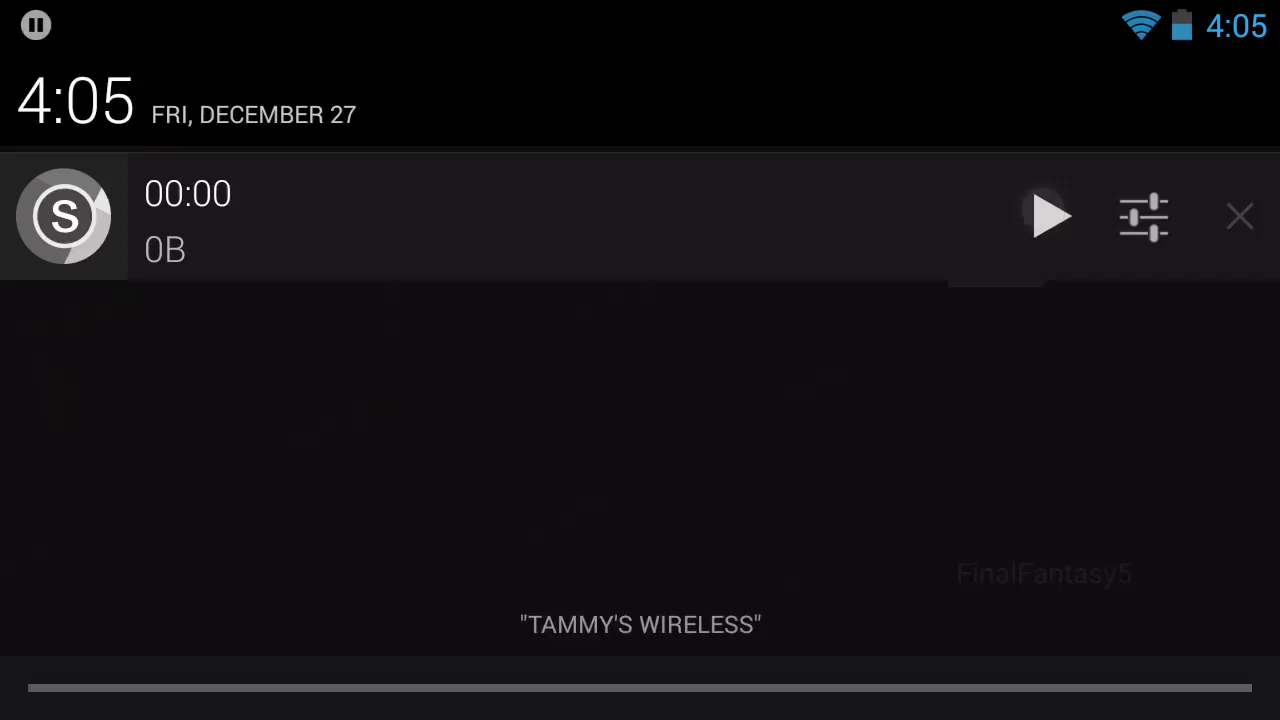 4:05
4:05 FRI, DECEMBER 27
S
00:00
0B
FinalFantasy5
"TAMMY'S WIRELESS"